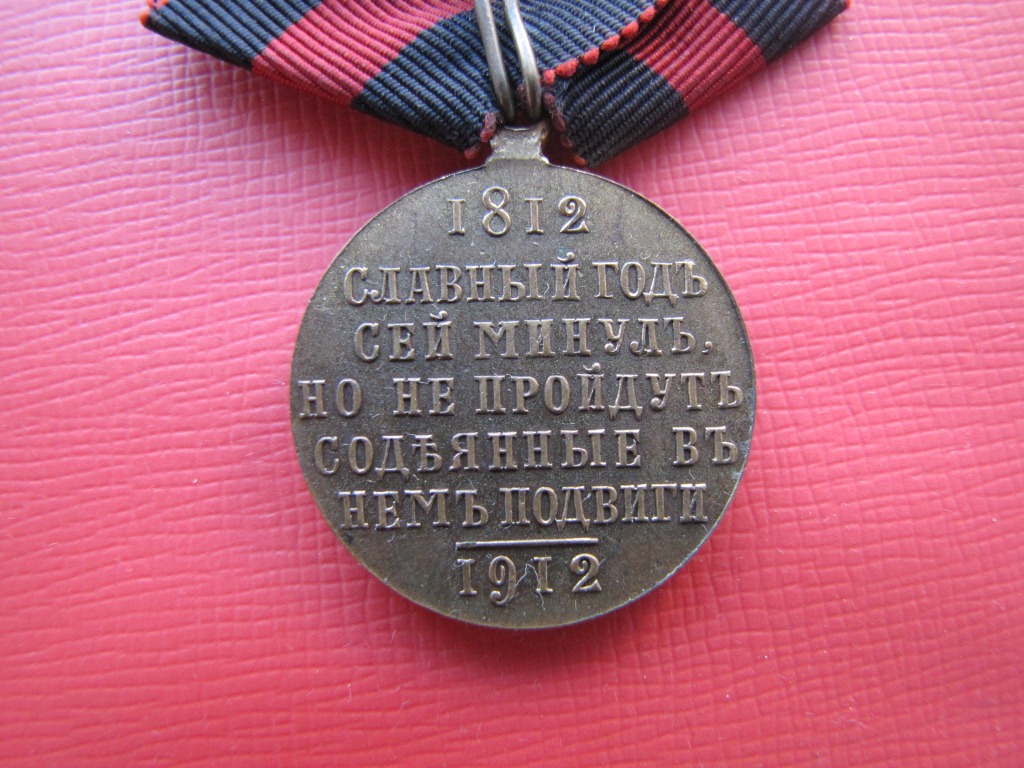 1812
СЛАВНЫЙ ГОДЪ
СЕЙ МИНУЛЪ,
НО НЕ ПРОЙДУТЪ
СОДѢЯННЫЕ ВЪ
НЕМЪ ПОДВИГИ
1912